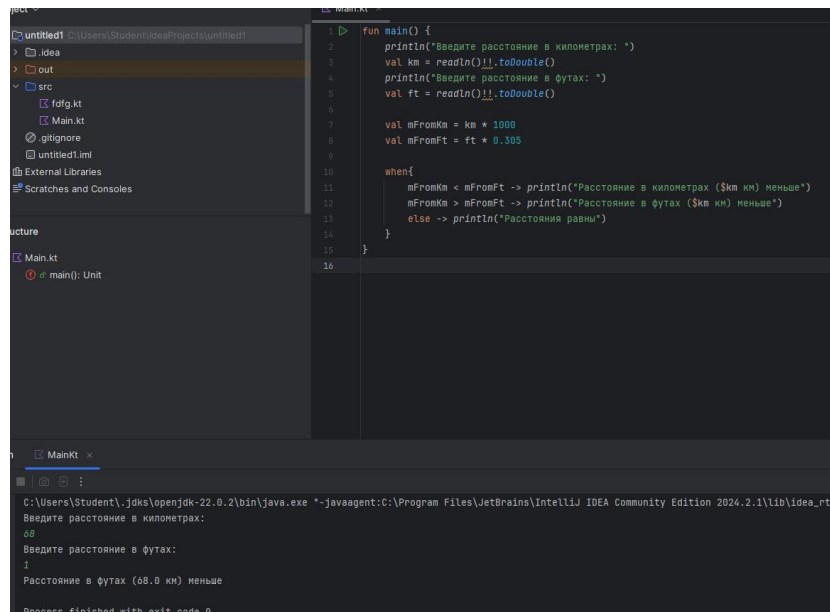 Main.kt
untitled1 C:\Users\Student\IdeaProjects\untitled1
.idea
out
src
fdfg.kt
Main.kt
.gitignore
untitled1.iml
External Libraries
Scratches and Consoles
ucture
Main.kt
main(): Unit
1 fun main() {
2 println("Введите расстояние в километрах: ")
3 val km = readln()!!.toDouble()
4 println("Введите расстояние в футах: ")
5 val ft = readln()!!.toDouble()
6
7 val mFromKm = km * 1000
8 val mFromFt = ft * 0.305
9
10 when{
11 mFromKm < mFromFt -> println("Расстояние в километрах ($km км) меньше")
12 mFromKm > mFromFt -> println("Расстояние в футах ($km км) меньше")
13 else -> println("Расстояния равны")
14 }
15 }
16
MainKt
C:\Users\Student\.jdks\openjdk-22.0.2\bin\java.exe "-javaagent:C:\Program Files\JetBrains\IntelliJ IDEA Community Edition 2024.2.1\lib\idea_rt
Введите расстояние в километрах:
68
Введите расстояние в футах:
1
Расстояние в футах (68.0 км) меньше
Process finished with exit code 0